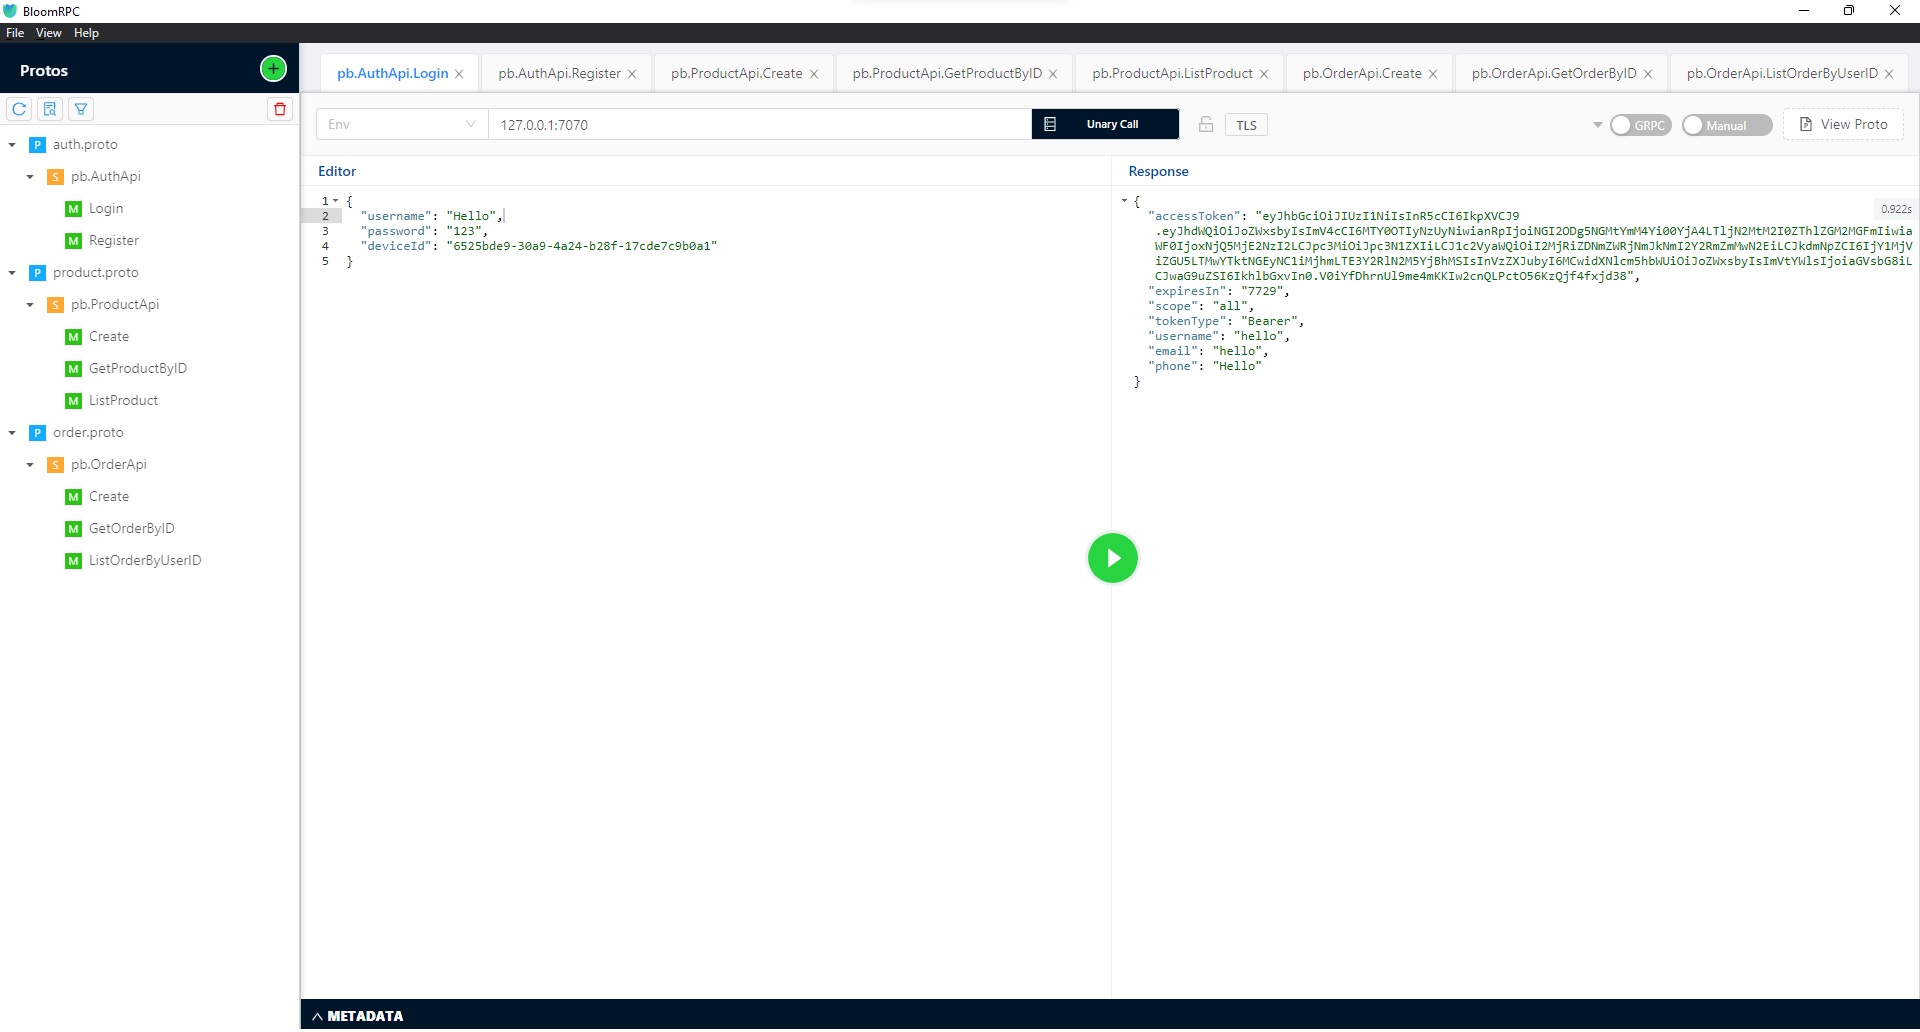 BloomRPC
File View Help
Protos
pb.AuthApi.Login
pb.AuthApi.Register
pb.ProductApi.Create
pb.ProductApi.GetProductByID
pb.ProductApi.ListProduct
pb.OrderApi.Create
pb.OrderApi.GetOrderByID
pb.OrderApi.ListOrderByUserID
Env
127.0.0.1:7070
Unary Call
TLS
GRPC
Manual
View Proto
P auth.proto
S pb.AuthApi
M Login
M Register
P product.proto
S pb.ProductApi
M Create
M GetProductByID
M ListProduct
P order.proto
S pb.OrderApi
M Create
M GetOrderByID
M ListOrderByUserID
Editor
1 {
2 "username": "Hello",
3 "password": "123",
4 "deviceId": "6525bde9-30a9-4a24-b28f-17cde7c9b0a1"
5 }
Response
0.922s
{
"accessToken": "eyJhbGciOiJIUzI1NiIsInR5cCI6IkpXVCJ9
"expiresIn": "7729",
"scope": "all",
"tokenType": "Bearer",
"username": "hello",
"email": "hello",
"phone": "Hello"
}
METADATA